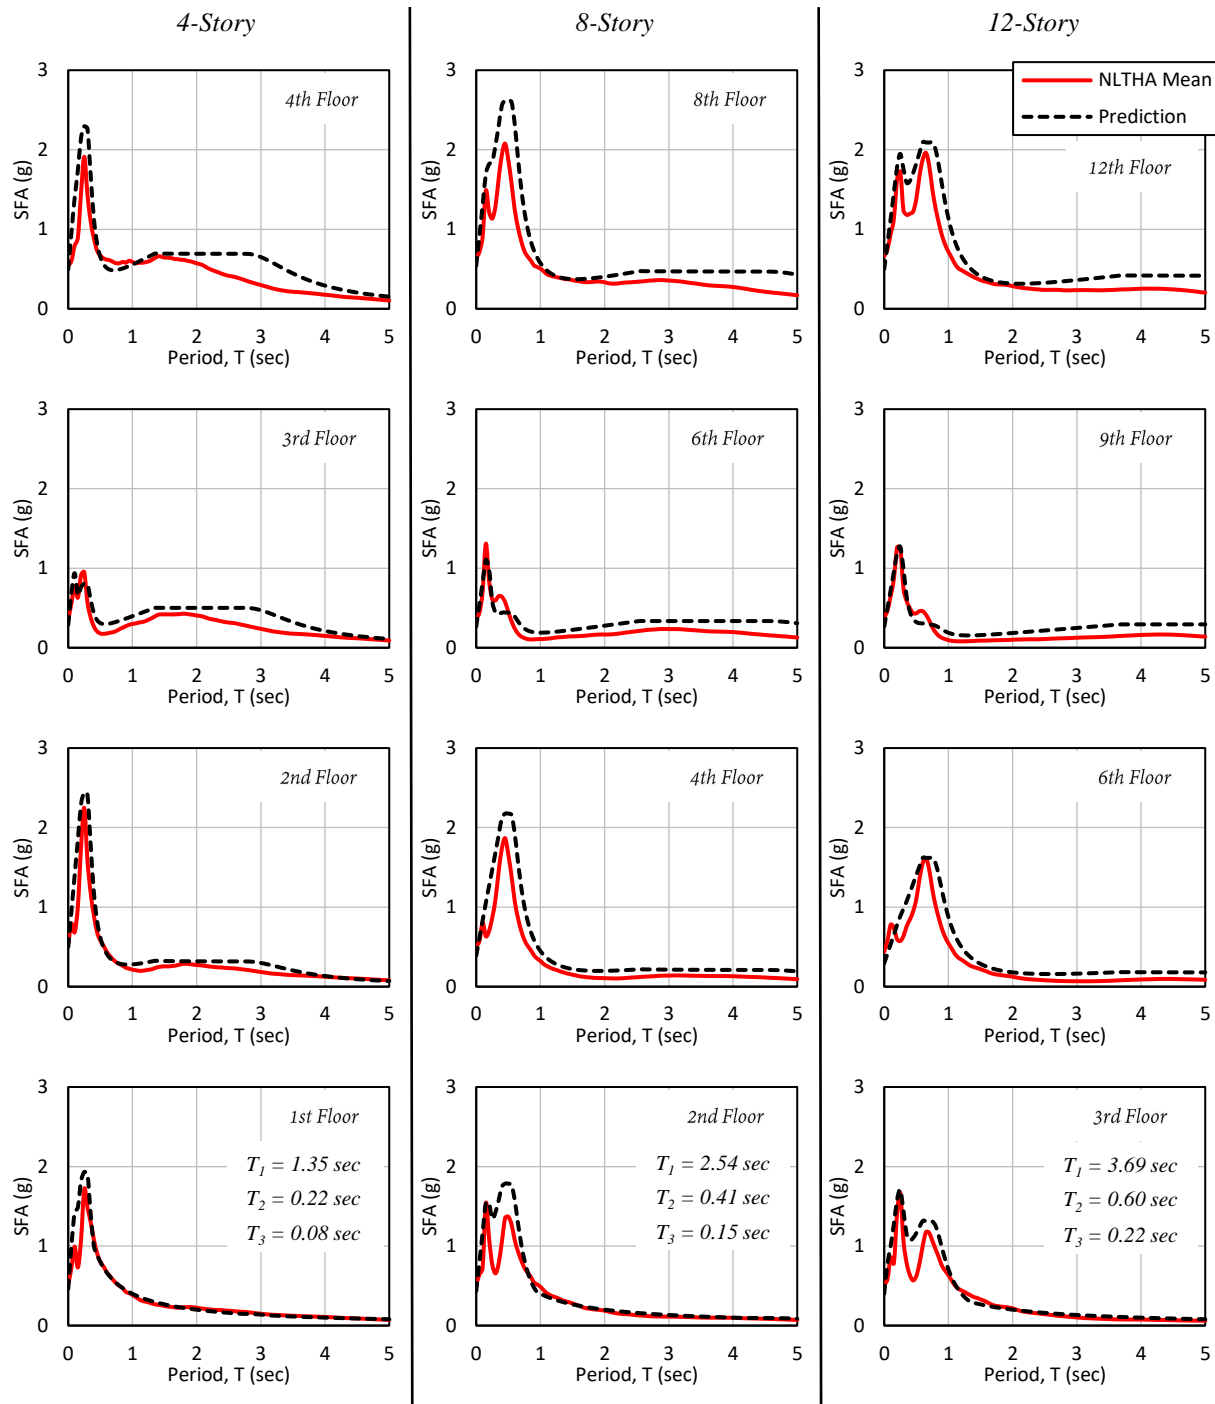 4-Story
8-Story
12-Story
NLTHA Mean
Prediction
3
2
1
0
SFA (g)
4th Floor
0 1 2 3 4 5
Period, T (sec)
3
2
1
0
SFA (g)
8th Floor
0 1 2 3 4 5
Period, T (sec)
3
2
1
0
SFA (g)
12th Floor
0 1 2 3 4 5
Period, T (sec)
3
2
1
0
SFA (g)
3rd Floor
0 1 2 3 4 5
Period, T (sec)
3
2
1
0
SFA (g)
6th Floor
0 1 2 3 4 5
Period, T (sec)
3
2
1
0
SFA (g)
9th Floor
0 1 2 3 4 5
Period, T (sec)
3
2
1
0
SFA (g)
2nd Floor
0 1 2 3 4 5
Period, T (sec)
3
2
1
0
SFA (g)
4th Floor
0 1 2 3 4 5
Period, T (sec)
3
2
1
0
SFA (g)
6th Floor
0 1 2 3 4 5
Period, T (sec)
3
2
1
0
SFA (g)
1st Floor
T1 = 1.35 sec
T2 = 0.22 sec
T3 = 0.08 sec
0 1 2 3 4 5
Period, T (sec)
3
2
1
0
SFA (g)
2nd Floor
T1 = 2.54 sec
T2 = 0.41 sec
T3 = 0.15 sec
0 1 2 3 4 5
Period, T (sec)
3
2
1
0
SFA (g)
3rd Floor
T1 = 3.69 sec
T2 = 0.60 sec
T3 = 0.22 sec
0 1 2 3 4 5
Period, T (sec)